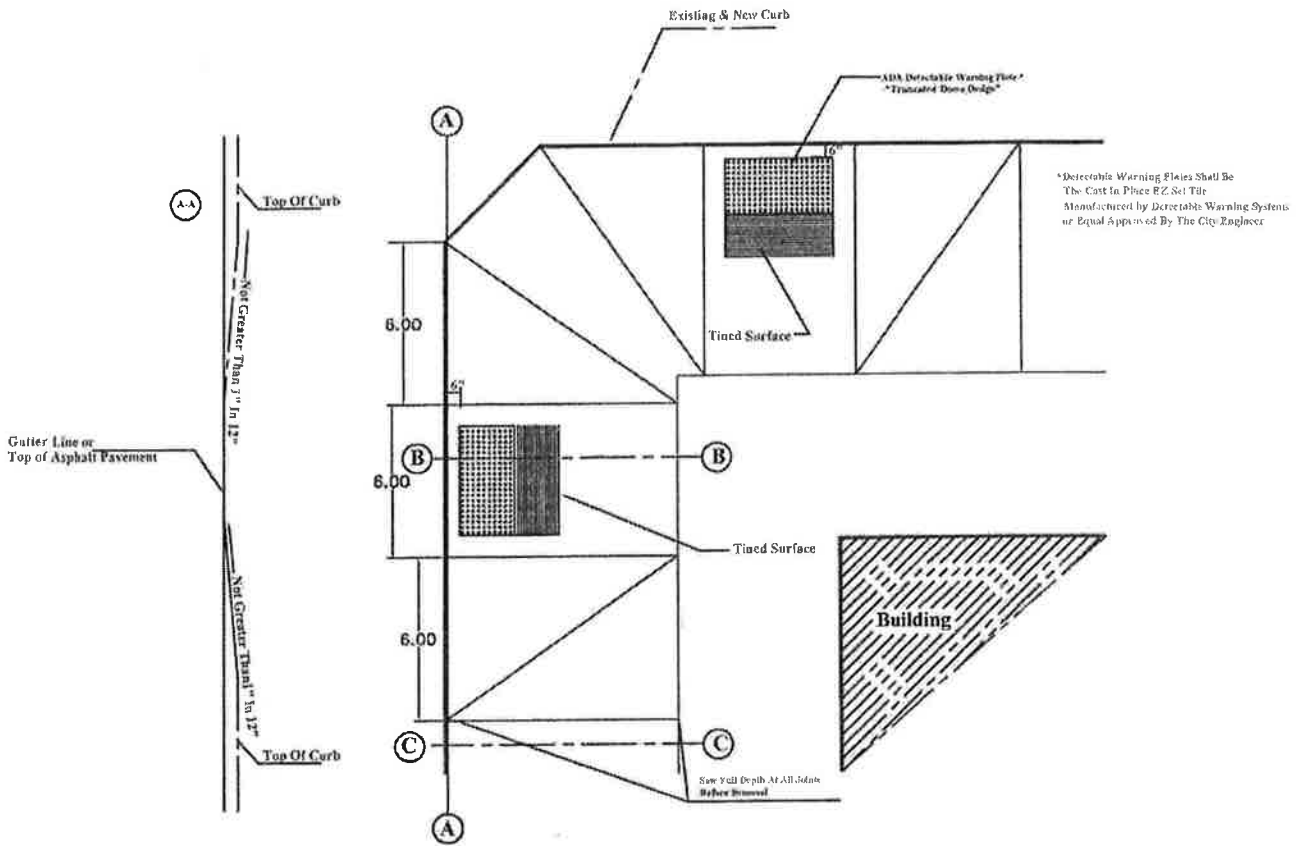 Existing & New Curb
ADA Detectable Warning Plate*
"Truncated Dome Design"
A
6"
*Detectable Warning Plates Shall Be
The Cast In Place EZ Set Tile
Manufactured by Detectable Warning Systems
or Equal Approved By The City Engineer
A-A
Top Of Curb
Not Greater Than 1" In 12"
6.00
Tined Surface
6"
Gutter Line or
Top of Asphalt Pavement
B
B
6.00
Tined Surface
Building
Not Greater Than1" In 12"
6.00
Top Of Curb
C
C
Saw Full Depth At All Joints
Before Removal
A